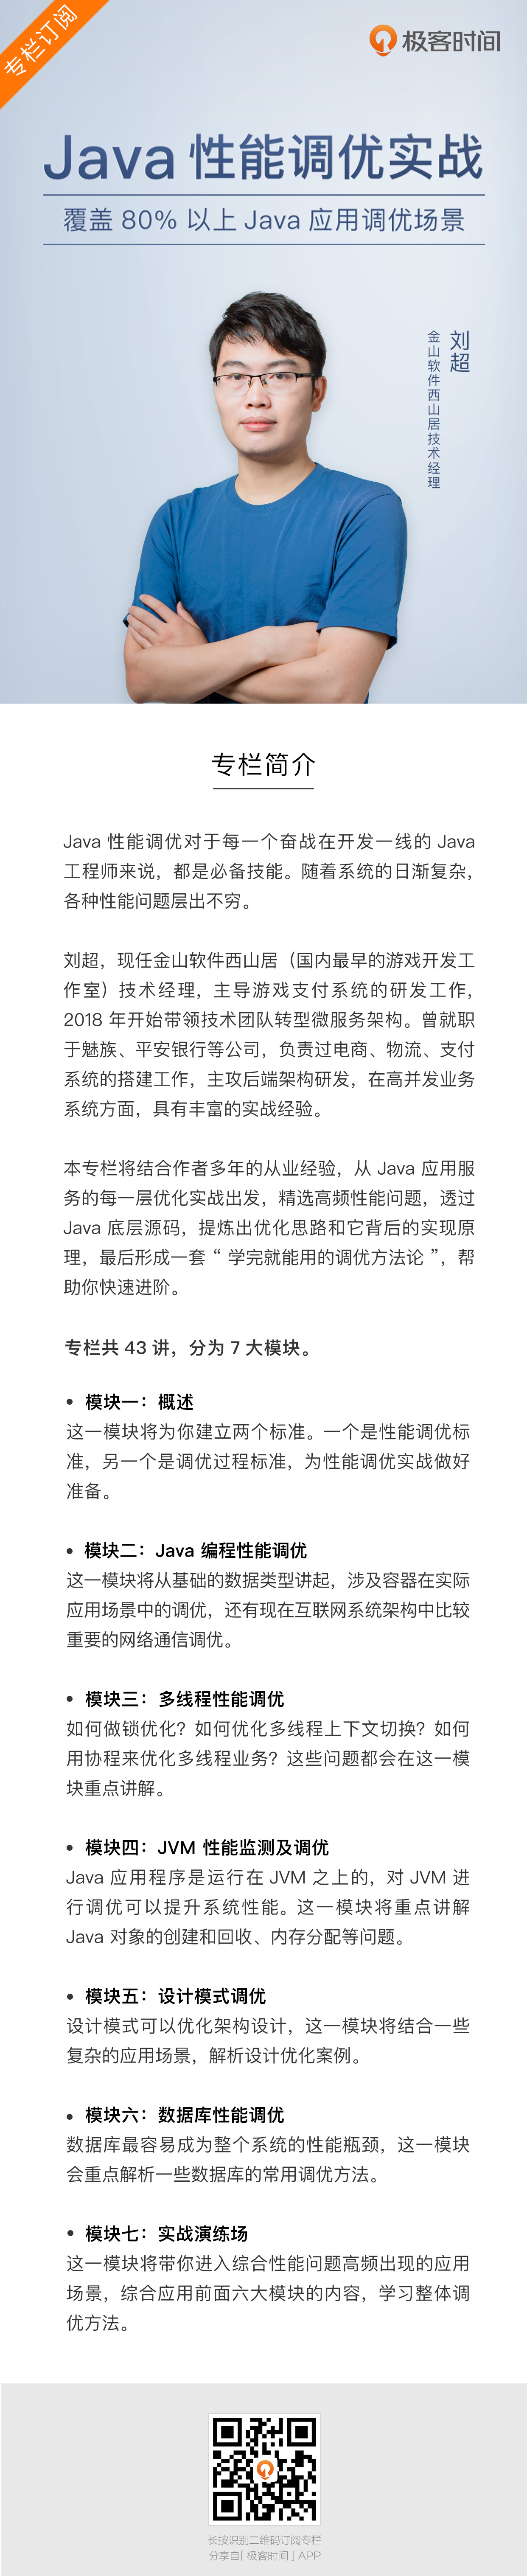 专栏订阅
极客时间
Java 性能调优实战
覆盖 80% 以上 Java 应用调优场景
刘超
金山软件西山居技术经理
专栏简介
Java 性能调优对于每一个奋战在开发一线的 Java
工程师来说，都是必备技能。随着系统的日渐复杂，
各种性能问题层出不穷。
刘超，现任金山软件西山居（国内最早的游戏开发工
作室）技术经理，主导游戏支付系统的研发工作，
2018 年开始带领技术团队转型微服务架构。曾就职
于魅族、平安银行等公司，负责过电商、物流、支付
系统的搭建工作，主攻后端架构研发，在高并发业务
系统方面，具有丰富的实战经验。
本专栏将结合作者多年的从业经验，从 Java 应用服
务的每一层优化实战出发，精选高频性能问题，透过
Java 底层源码，提炼出优化思路和它背后的实现原
理，最后形成一套“ 学完就能用的调优方法论 ”，帮
助你快速进阶。
专栏共 43 讲，分为 7 大模块。
• 模块一：概述
这一模块将为你建立两个标准。一个是性能调优标
准，另一个是调优过程标准，为性能调优实战做好
准备。
• 模块二：Java 编程性能调优
这一模块将从基础的数据类型讲起，涉及容器在实际
应用场景中的调优，还有现在互联网系统架构中比较
重要的网络通信调优。
• 模块三：多线程性能调优
如何做锁优化？如何优化多线程上下文切换？如何
用协程来优化多线程业务？这些问题都会在这一模
块重点讲解。
• 模块四：JVM 性能监测及调优
Java 应用程序是运行在 JVM 之上的，对 JVM 进
行调优可以提升系统性能。这一模块将重点讲解
Java 对象的创建和回收、内存分配等问题。
• 模块五：设计模式调优
设计模式可以优化架构设计，这一模块将结合一些
复杂的应用场景，解析设计优化案例。
• 模块六：数据库性能调优
数据库最容易成为整个系统的性能瓶颈，这一模块
会重点解析一些数据库的常用调优方法。
• 模块七：实战演练场
这一模块将带你进入综合性能问题高频出现的应用
场景，综合应用前面六大模块的内容，学习整体调
优方法。
长按识别二维码订阅专栏
分享自「 极客时间 」APP